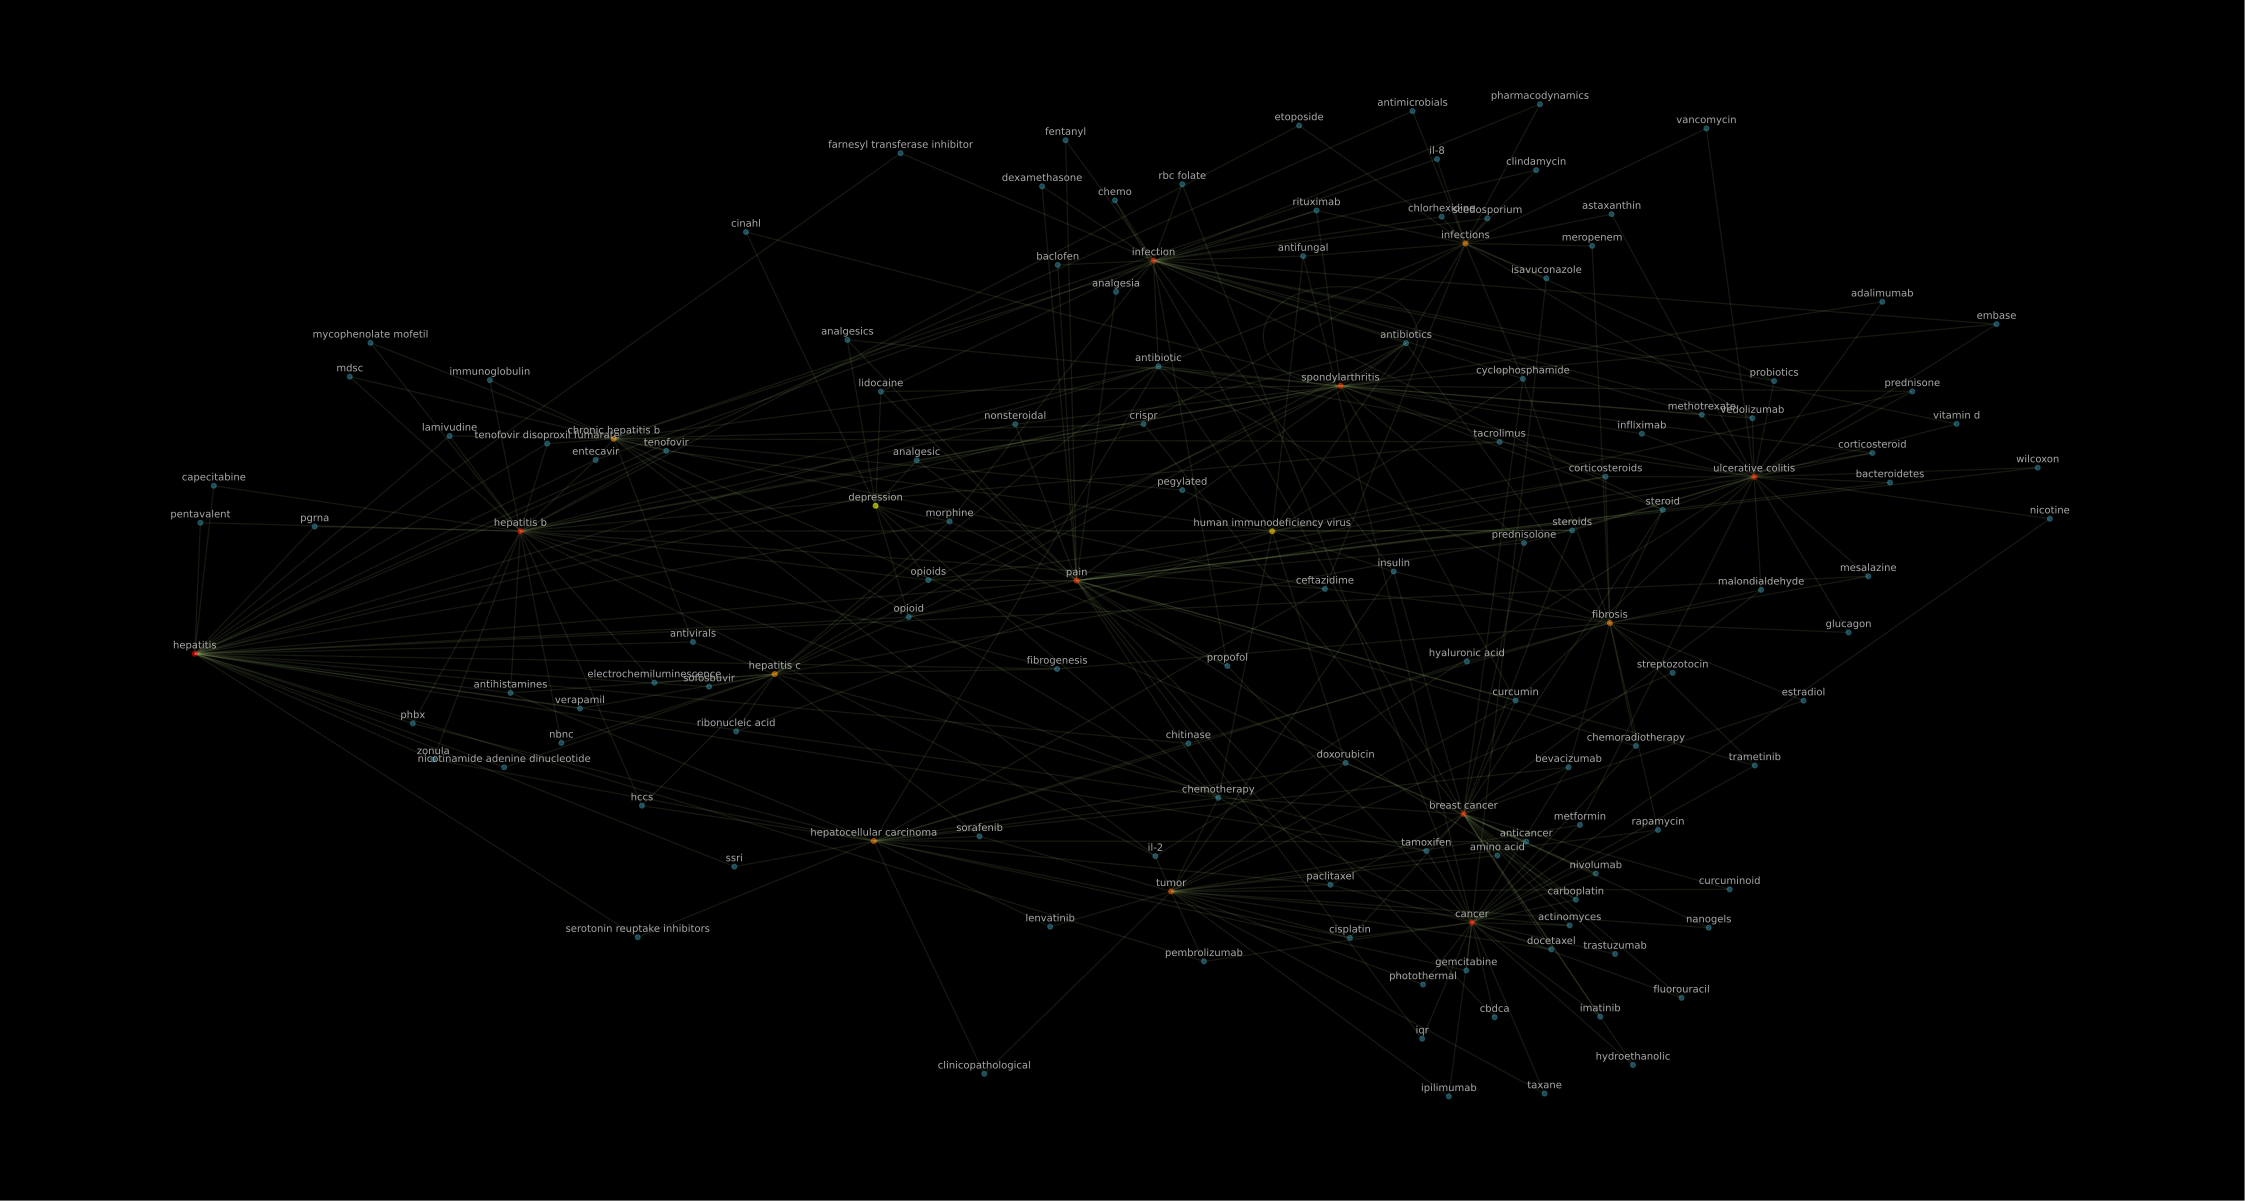 pharmacodynamics
antimicrobials
etoposide
vancomycin
fentanyl
farnesyl transferase inhibitor
il-8
clindamycin
rbc folate
dexamethasone
chemo
rituximab
chlorhexidine
scedosporium
astaxanthin
cinahl
infections
meropenem
infection
antifungal
baclofen
isavuconazole
analgesia
adalimumab
embase
analgesics
mycophenolate mofetil
antibiotics
antibiotic
mdsc
immunoglobulin
cyclophosphamide
probiotics
spondylarthritis
lidocaine
prednisone
methotrexate
vedolizumab
nonsteroidal
crispr
vitamin d
infliximab
lamivudine
chronic hepatitis b
tenofovir disoproxil fumarate
tenofovir
tacrolimus
corticosteroid
entecavir
analgesic
wilcoxon
corticosteroids
ulcerative colitis
bacteroidetes
capecitabine
pegylated
depression
steroid
nicotine
pentavalent
pgrna
morphine
hepatitis b
human immunodeficiency virus
steroids
prednisolone
insulin
mesalazine
opioids
pain
ceftazidime
malondialdehyde
opioid
fibrosis
glucagon
antivirals
hepatitis
hyaluronic acid
propofol
fibrogenesis
hepatitis c
streptozotocin
electrochemiluminescence
sofosbuvir
antihistamines
curcumin
estradiol
verapamil
phbx
ribonucleic acid
nbnc
chitinase
chemoradiotherapy
zonula
nicotinamide adenine dinucleotide
doxorubicin
bevacizumab
trametinib
chemotherapy
hccs
breast cancer
metformin
rapamycin
hepatocellular carcinoma
sorafenib
anticancer
tamoxifen
amino acid
il-2
ssri
nivolumab
tumor
paclitaxel
curcuminoid
carboplatin
lenvatinib
cancer
actinomyces
nanogels
serotonin reuptake inhibitors
cisplatin
docetaxel
trastuzumab
pembrolizumab
gemcitabine
photothermal
fluorouracil
cbdca
imatinib
iqr
hydroethanolic
clinicopathological
ipilimumab
taxane